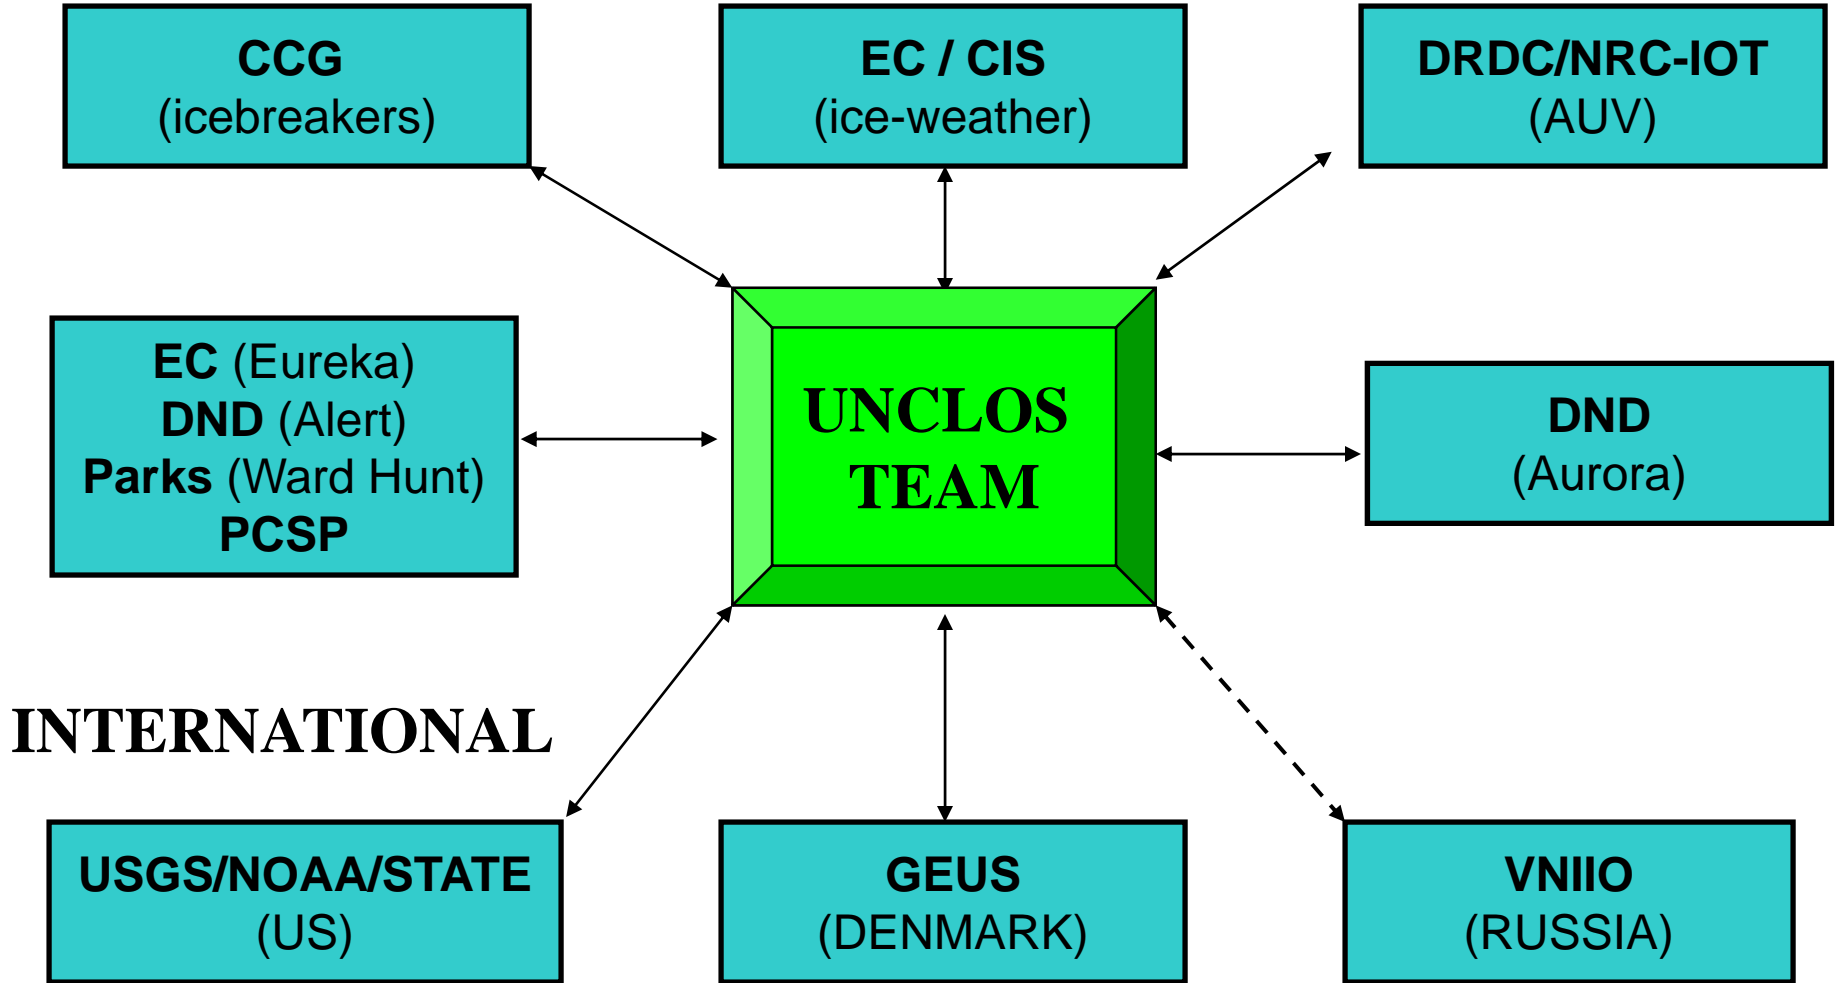 CCG
(icebreakers)
EC / CIS
(ice-weather)
DRDC/NRC-IOT
(AUV)
EC (Eureka)
DND (Alert)
Parks (Ward Hunt)
PCSP
UNCLOS
TEAM
DND
(Aurora)
INTERNATIONAL
USGS/NOAA/STATE
(US)
GEUS
(DENMARK)
VNIIO
(RUSSIA)